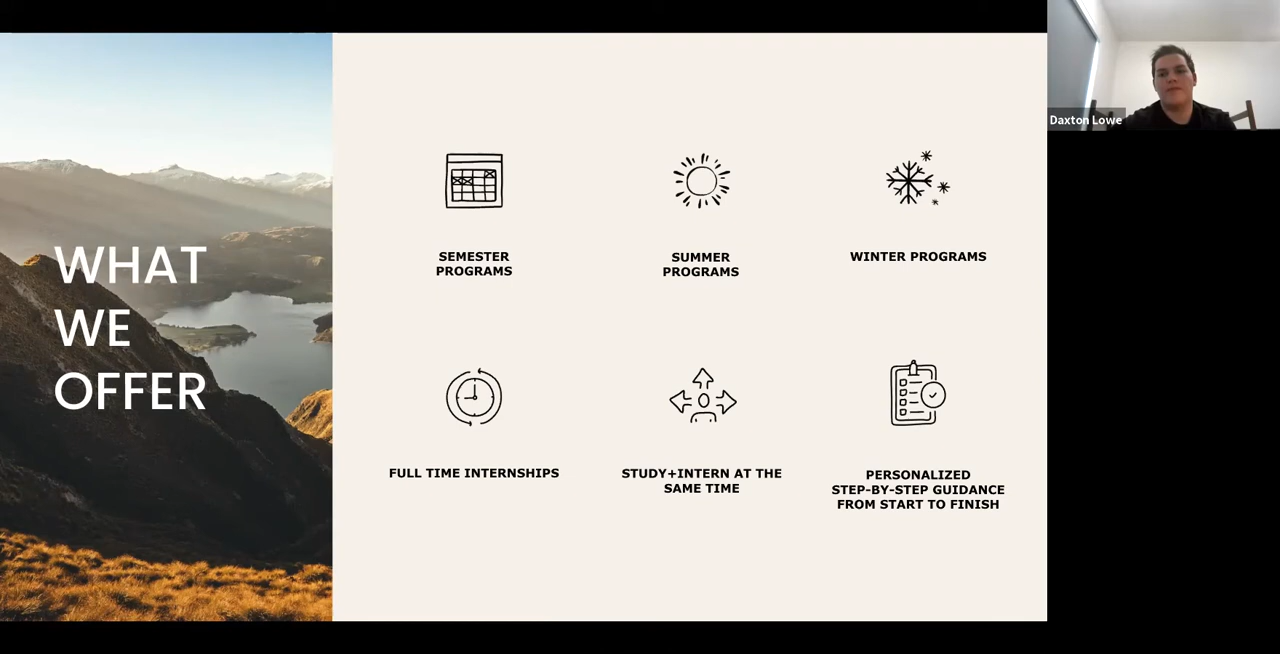 WHAT
WE
OFFER
SEMESTER
PROGRAMS
SUMMER
PROGRAMS
WINTER PROGRAMS
FULL TIME INTERNSHIPS
STUDY+INTERN AT THE
SAME TIME
PERSONALIZED
STEP-BY-STEP GUIDANCE
FROM START TO FINISH
Daxton Lowe